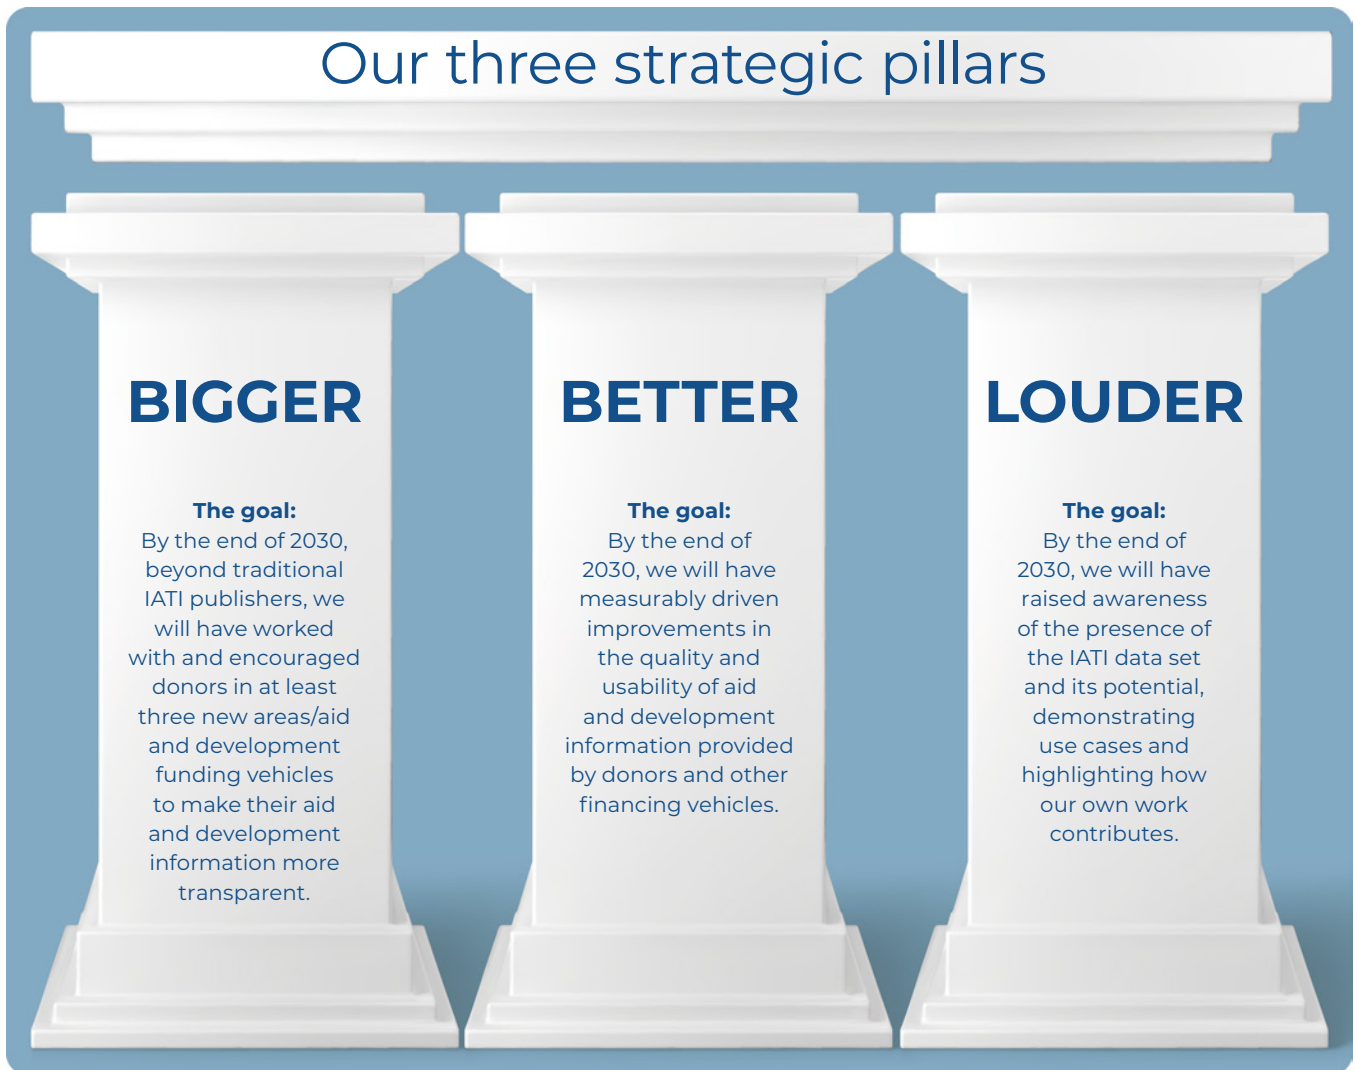 Our three strategic pillars
BIGGER
The goal:
By the end of 2030,
beyond traditional
IATI publishers, we
will have worked
with and encouraged
donors in at least
three new areas/aid
and development
funding vehicles
to make their aid
and development
information more
transparent.
BETTER
The goal:
By the end of
2030, we will have
measurably driven
improvements in
the quality and
usability of aid
and development
information provided
by donors and other
financing vehicles.
LOUDER
The goal:
By the end of
2030, we will have
raised awareness
of the presence of
the IATI data set
and its potential,
demonstrating
use cases and
highlighting how
our own work
contributes.